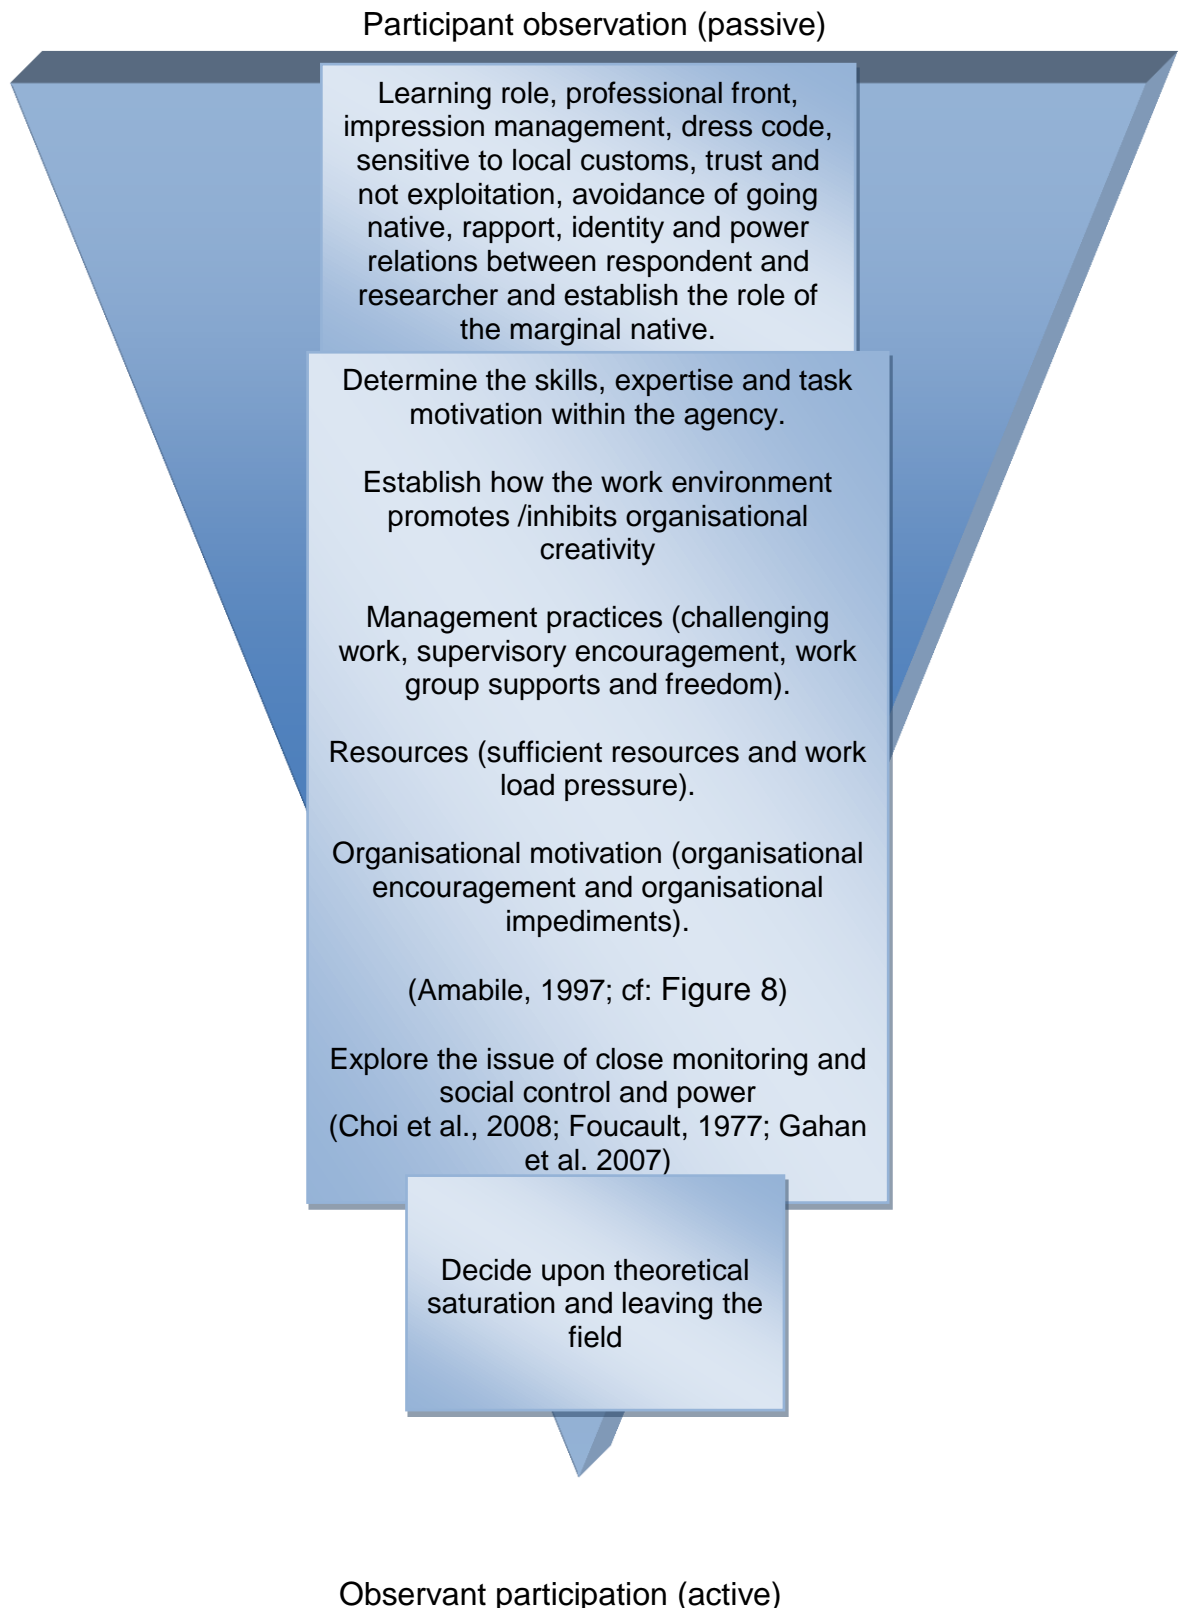 Participant observation (passive)
Learning role, professional front,
impression management, dress code,
sensitive to local customs, trust and
not exploitation, avoidance of going
native, rapport, identity and power
relations between respondent and
researcher and establish the role of
the marginal native.
Determine the skills, expertise and task
motivation within the agency.
Establish how the work environment
promotes /inhibits organisational
creativity
Management practices (challenging
work, supervisory encouragement, work
group supports and freedom).
Resources (sufficient resources and work
load pressure).
Organisational motivation (organisational
encouragement and organisational
impediments).
(Amabile, 1997; cf: Figure 8)
Explore the issue of close monitoring and
social control and power
(Choi et al., 2008; Foucault, 1977; Gahan
et al. 2007)
Decide upon theoretical
saturation and leaving the
field
Observant participation (active)